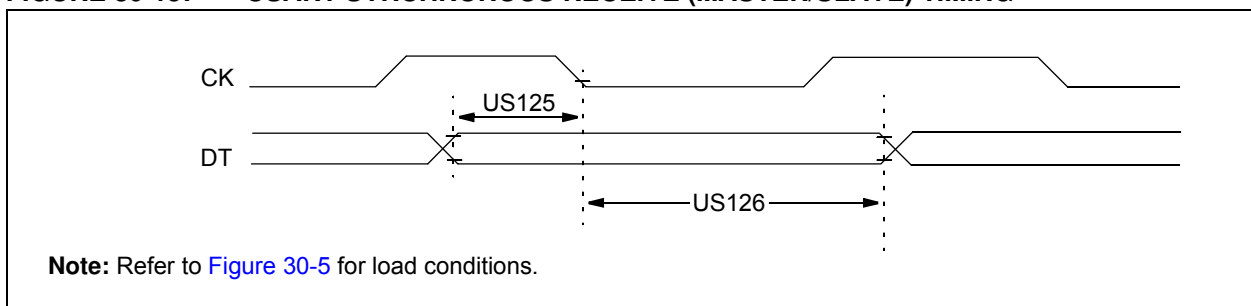 CK
US125
DT
US126
Note: Refer to Figure 30-5 for load conditions.